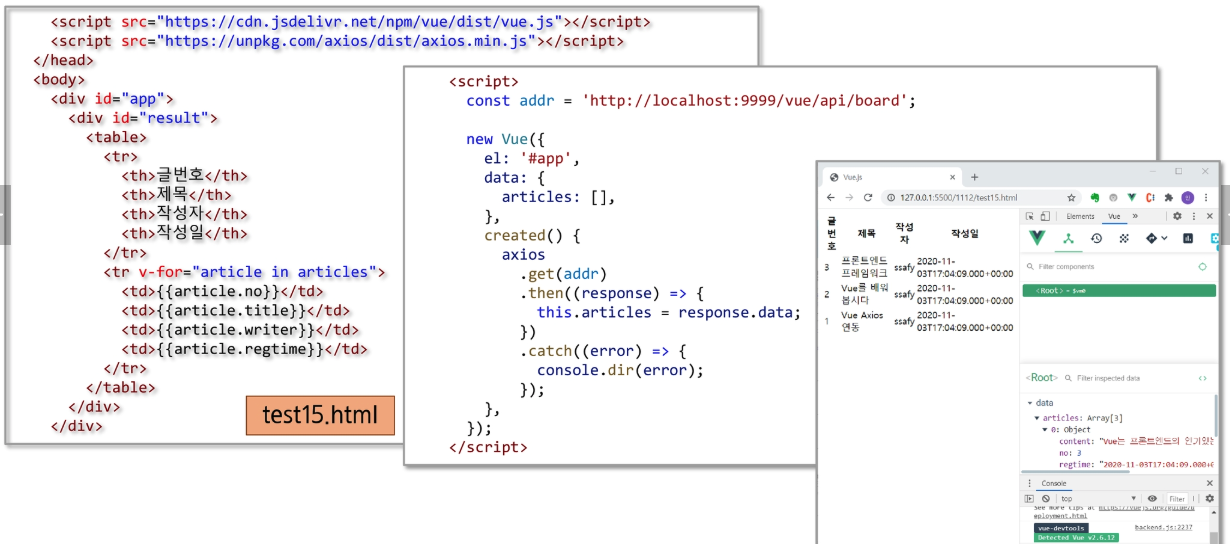 <script src="https://cdn.jsdelivr.net/npm/vue/dist/vue.js"></script>
<script src="https://unpkg.com/axios/dist/axios.min.js"></script>
</head>
<body>
<div id="app">
<div id="result">
<table>
<tr>
<th>글번호</th>
<th>제목</th>
<th>작성자</th>
<th>작성일</th>
</tr>
<tr v-for="article in articles">
<td>{{article.no}}</td>
<td>{{article.title}}</td>
<td>{{article.writer}}</td>
<td>{{article.regtime}}</td>
</tr>
</table>
</div>
</div>
test15.html
<script>
const addr = 'http://localhost:9999/vue/api/board';
new Vue({
el: '#app',
data: {
articles: [],
},
created() {
axios
.get(addr)
.then((response) => {
this.articles = response.data;
})
.catch((error) => {
console.dir(error);
});
},
});
</script>
Vue.js
127.0.0.1:5500/1112/test15.html
글번호 제목 작성자 작성일
3 프론트엔드 프레임워크 ssafy 2020-11-03T17:04:09.000+00:00
2 Vue를 배워봅시다 ssafy 2020-11-03T17:04:09.000+00:00
1 Vue Axios 연동 ssafy 2020-11-03T17:04:09.000+00:00
Elements Vue »
Filter components
<Root> = $vm0
<Root> Filter inspected data
data
articles: Array[3]
0: Object
content: "Vue는 프론트엔드의 인기있는
no: 3
regtime: "2020-11-03T17:04:09.000+0
Console
top Filter
See more tips at https://vuejs.org/guide/d
eployment.html
vue-devtools backend.js:2237
Detected Vue v2.6.12